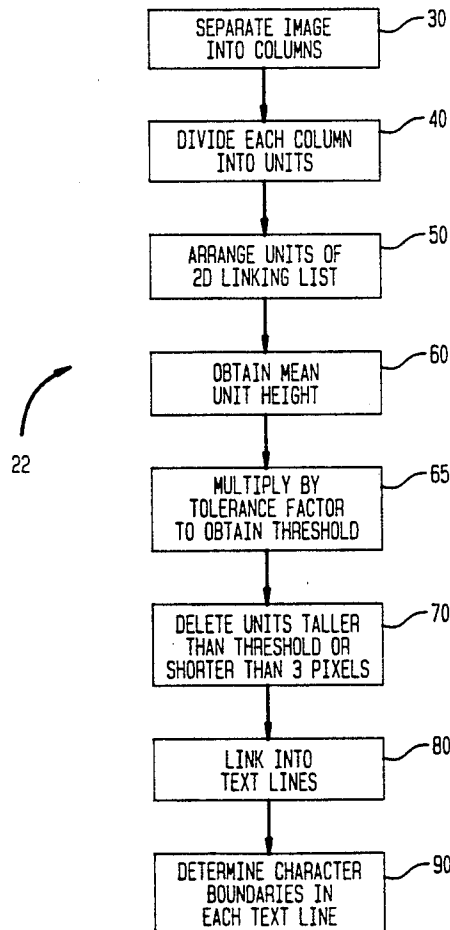 SEPARATE IMAGE
INTO COLUMNS
30
DIVIDE EACH COLUMN
INTO UNITS
40
ARRANGE UNITS OF
2D LINKING LIST
50
OBTAIN MEAN
UNIT HEIGHT
60
22
MULTIPLY BY
TOLERANCE FACTOR
TO OBTAIN THRESHOLD
65
DELETE UNITS TALLER
THAN THRESHOLD OR
SHORTER THAN 3 PIXELS
70
LINK INTO
TEXT LINES
80
DETERMINE CHARACTER
BOUNDARIES IN
EACH TEXT LINE
90